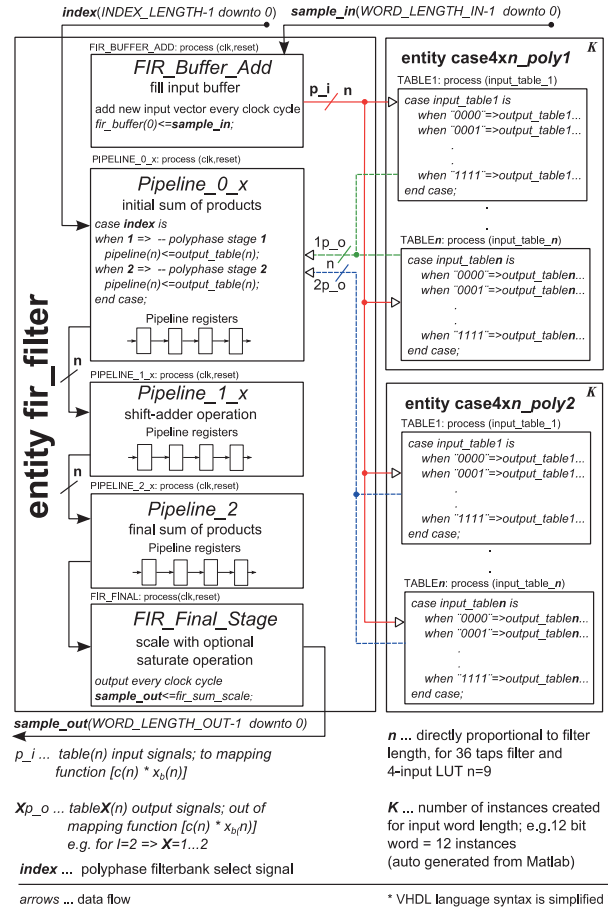 index(INDEX_LENGTH-1 downto 0)
sample_in(WORD_LENGTH_IN-1 downto 0)
entity fir_filter
FIR_BUFFER_ADD: process (clk,reset)
FIR_Buffer_Add
fill input buffer
add new input vector every clock cycle
fir_buffer(0)<=sample_in;
p_i n
PIPELINE_0_x: process (clk,reset)
Pipeline_0_x
initial sum of products
case index is
when 1 => -- polyphase stage 1
pipeline(n)<=output_table(n);
when 2 => -- polyphase stage 2
pipeline(n)<=output_table(n);
end case;
Pipeline registers
1p_o
n
2p_o
n
PIPELINE_1_x: process (clk,reset)
Pipeline_1_x
shift-adder operation
Pipeline registers
n
PIPELINE_2_x: process (clk,reset)
Pipeline_2
final sum of products
Pipeline registers
FIR_FINAL: process(clk,reset)
FIR_Final_Stage
scale with optional
saturate operation
output every clock cycle
sample_out<=fir_sum_scale;
sample_out(WORD_LENGTH_OUT-1 downto 0)
K
entity case4xn_poly1
TABLE1: process (input_table_1)
case input_table1 is
when ¨0000¨=>output_table1...
when ¨0001¨=>output_table1...
.
.
when ¨1111¨=>output_table1...
end case;
.
.
TABLEn: process (input_table_n)
case input_tablen is
when ¨0000¨=>output_tablen...
when ¨0001¨=>output_tablen...
.
.
when ¨1111¨=>output_tablen...
end case;
K
entity case4xn_poly2
TABLE1: process (input_table_1)
case input_table1 is
when ¨0000¨=>output_table1...
when ¨0001¨=>output_table1...
.
.
when ¨1111¨=>output_table1...
end case;
.
.
TABLEn: process (input_table_n)
case input_tablen is
when ¨0000¨=>output_tablen...
when ¨0001¨=>output_tablen...
.
.
when ¨1111¨=>output_tablen...
end case;
p_i ... table(n) input signals; to mapping
function [c(n) * x_b(n)]
Xp_o ... tableX(n) output signals; out of
mapping function [c(n) * x_b(n)]
e.g. for I=2 => X=1...2
index ... polyphase filterbank select signal
n ... directly proportional to filter
length, for 36 taps filter and
4-input LUT n=9
K ... number of instances created
for input word length; e.g.12 bit
word = 12 instances
(auto generated from Matlab)
arrows ... data flow
* VHDL language syntax is simplified